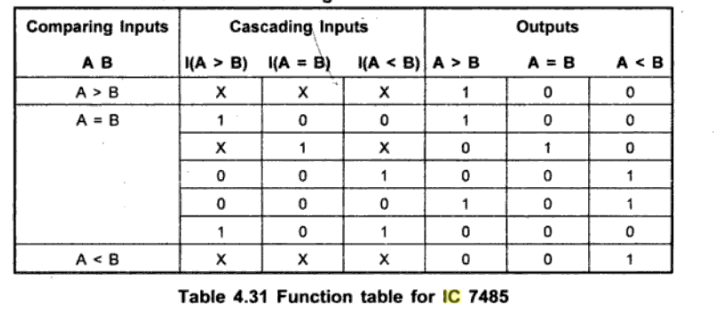 Comparing Inputs Cascading Inputs Outputs
A B I(A > B) I(A = B) I(A < B) A > B A = B A < B
A > B X X X 1 0 0
A = B 1 0 0 1 0 0
X 1 X 0 1 0
0 0 1 0 0 1
0 0 0 1 0 1
1 0 1 0 0 0
A < B X X X 0 0 1
Table 4.31 Function table for IC 7485